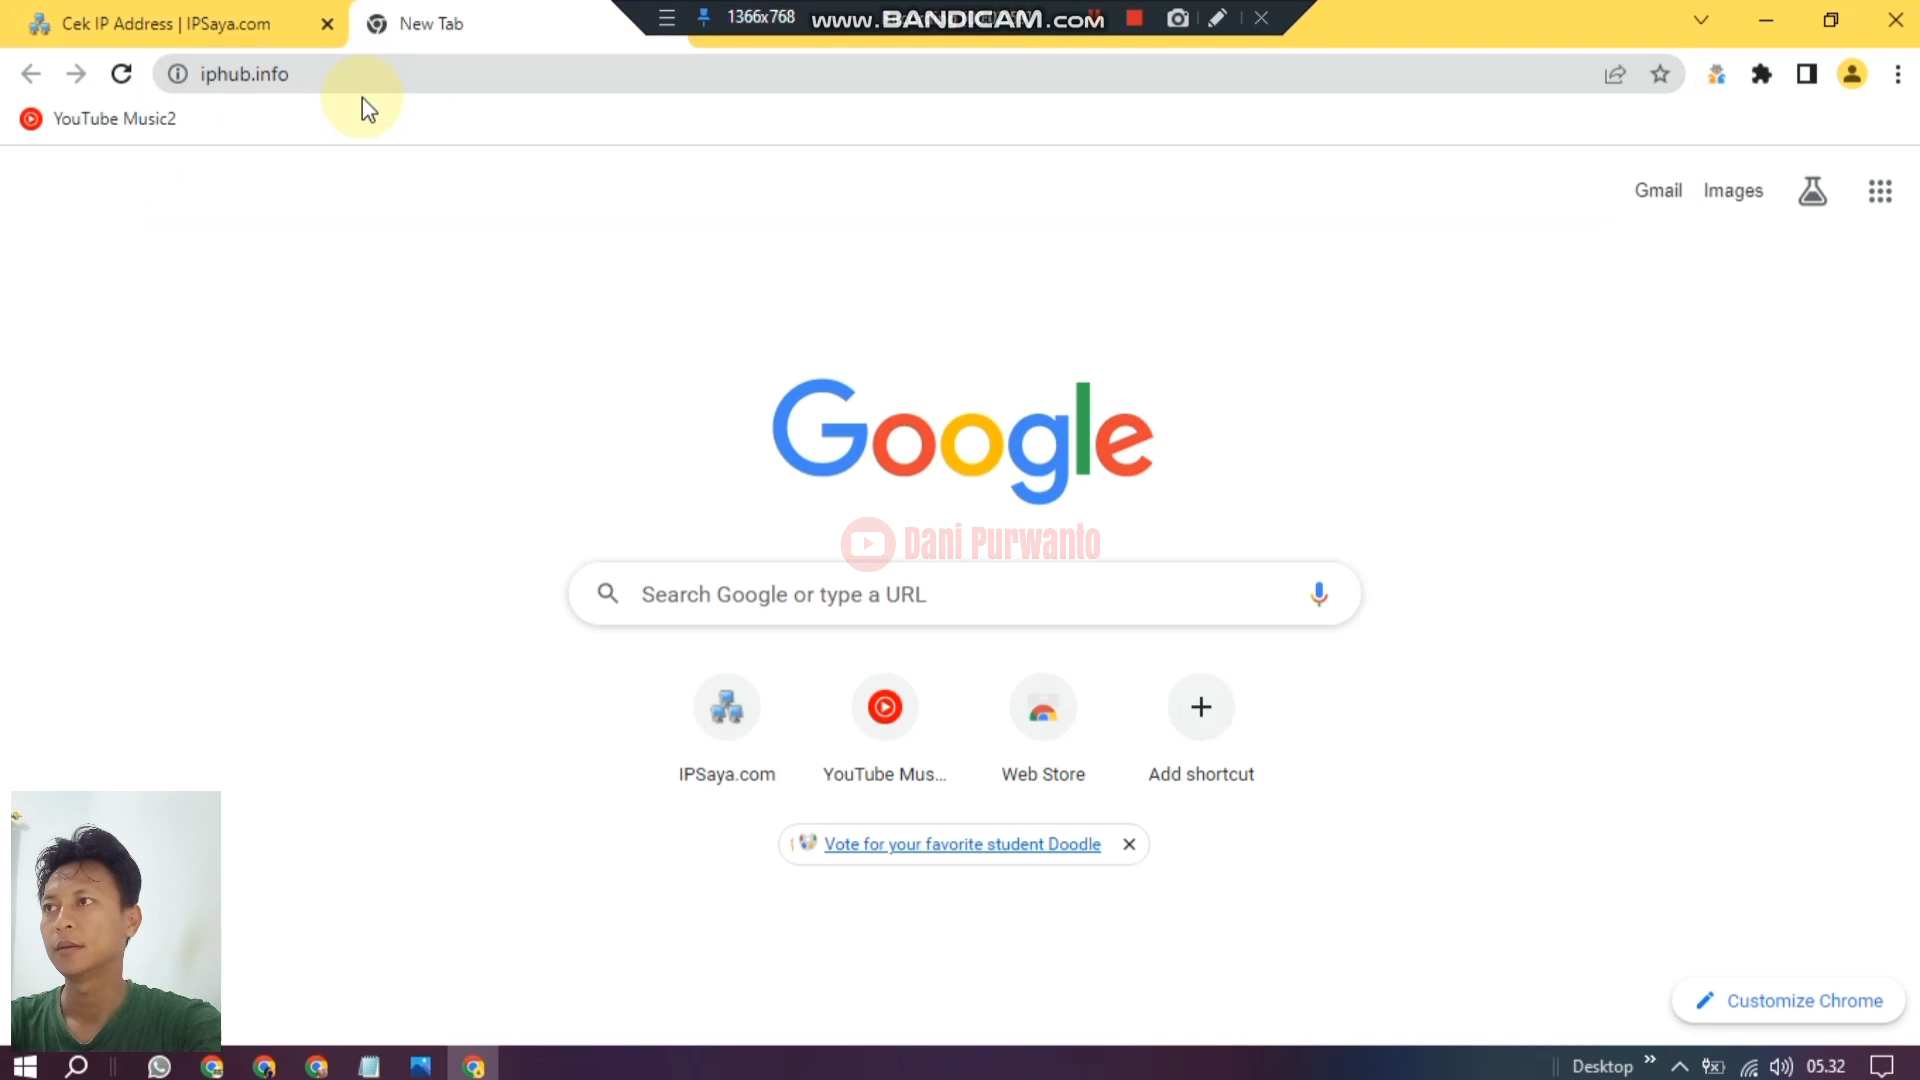 Cek IP Address | IPSaya.com
New Tab
1366x768
www.BANDICAM.com
iphub.info
YouTube Music2
Gmail
Images
Google
Dani Purwanto
Search Google or type a URL
IPSaya.com
YouTube Mus...
Web Store
Add shortcut
Vote for your favorite student Doodle
Customize Chrome
Desktop
05.32